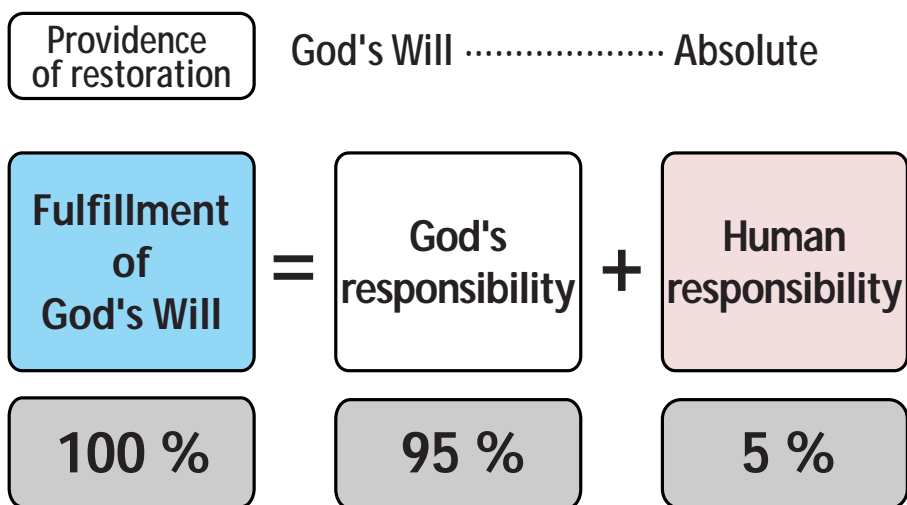 Providence
of restoration
God's Will ···················· Absolute
Fulfillment
of
God's Will
=
God's
responsibility
+
Human
responsibility
100 %
95 %
5 %